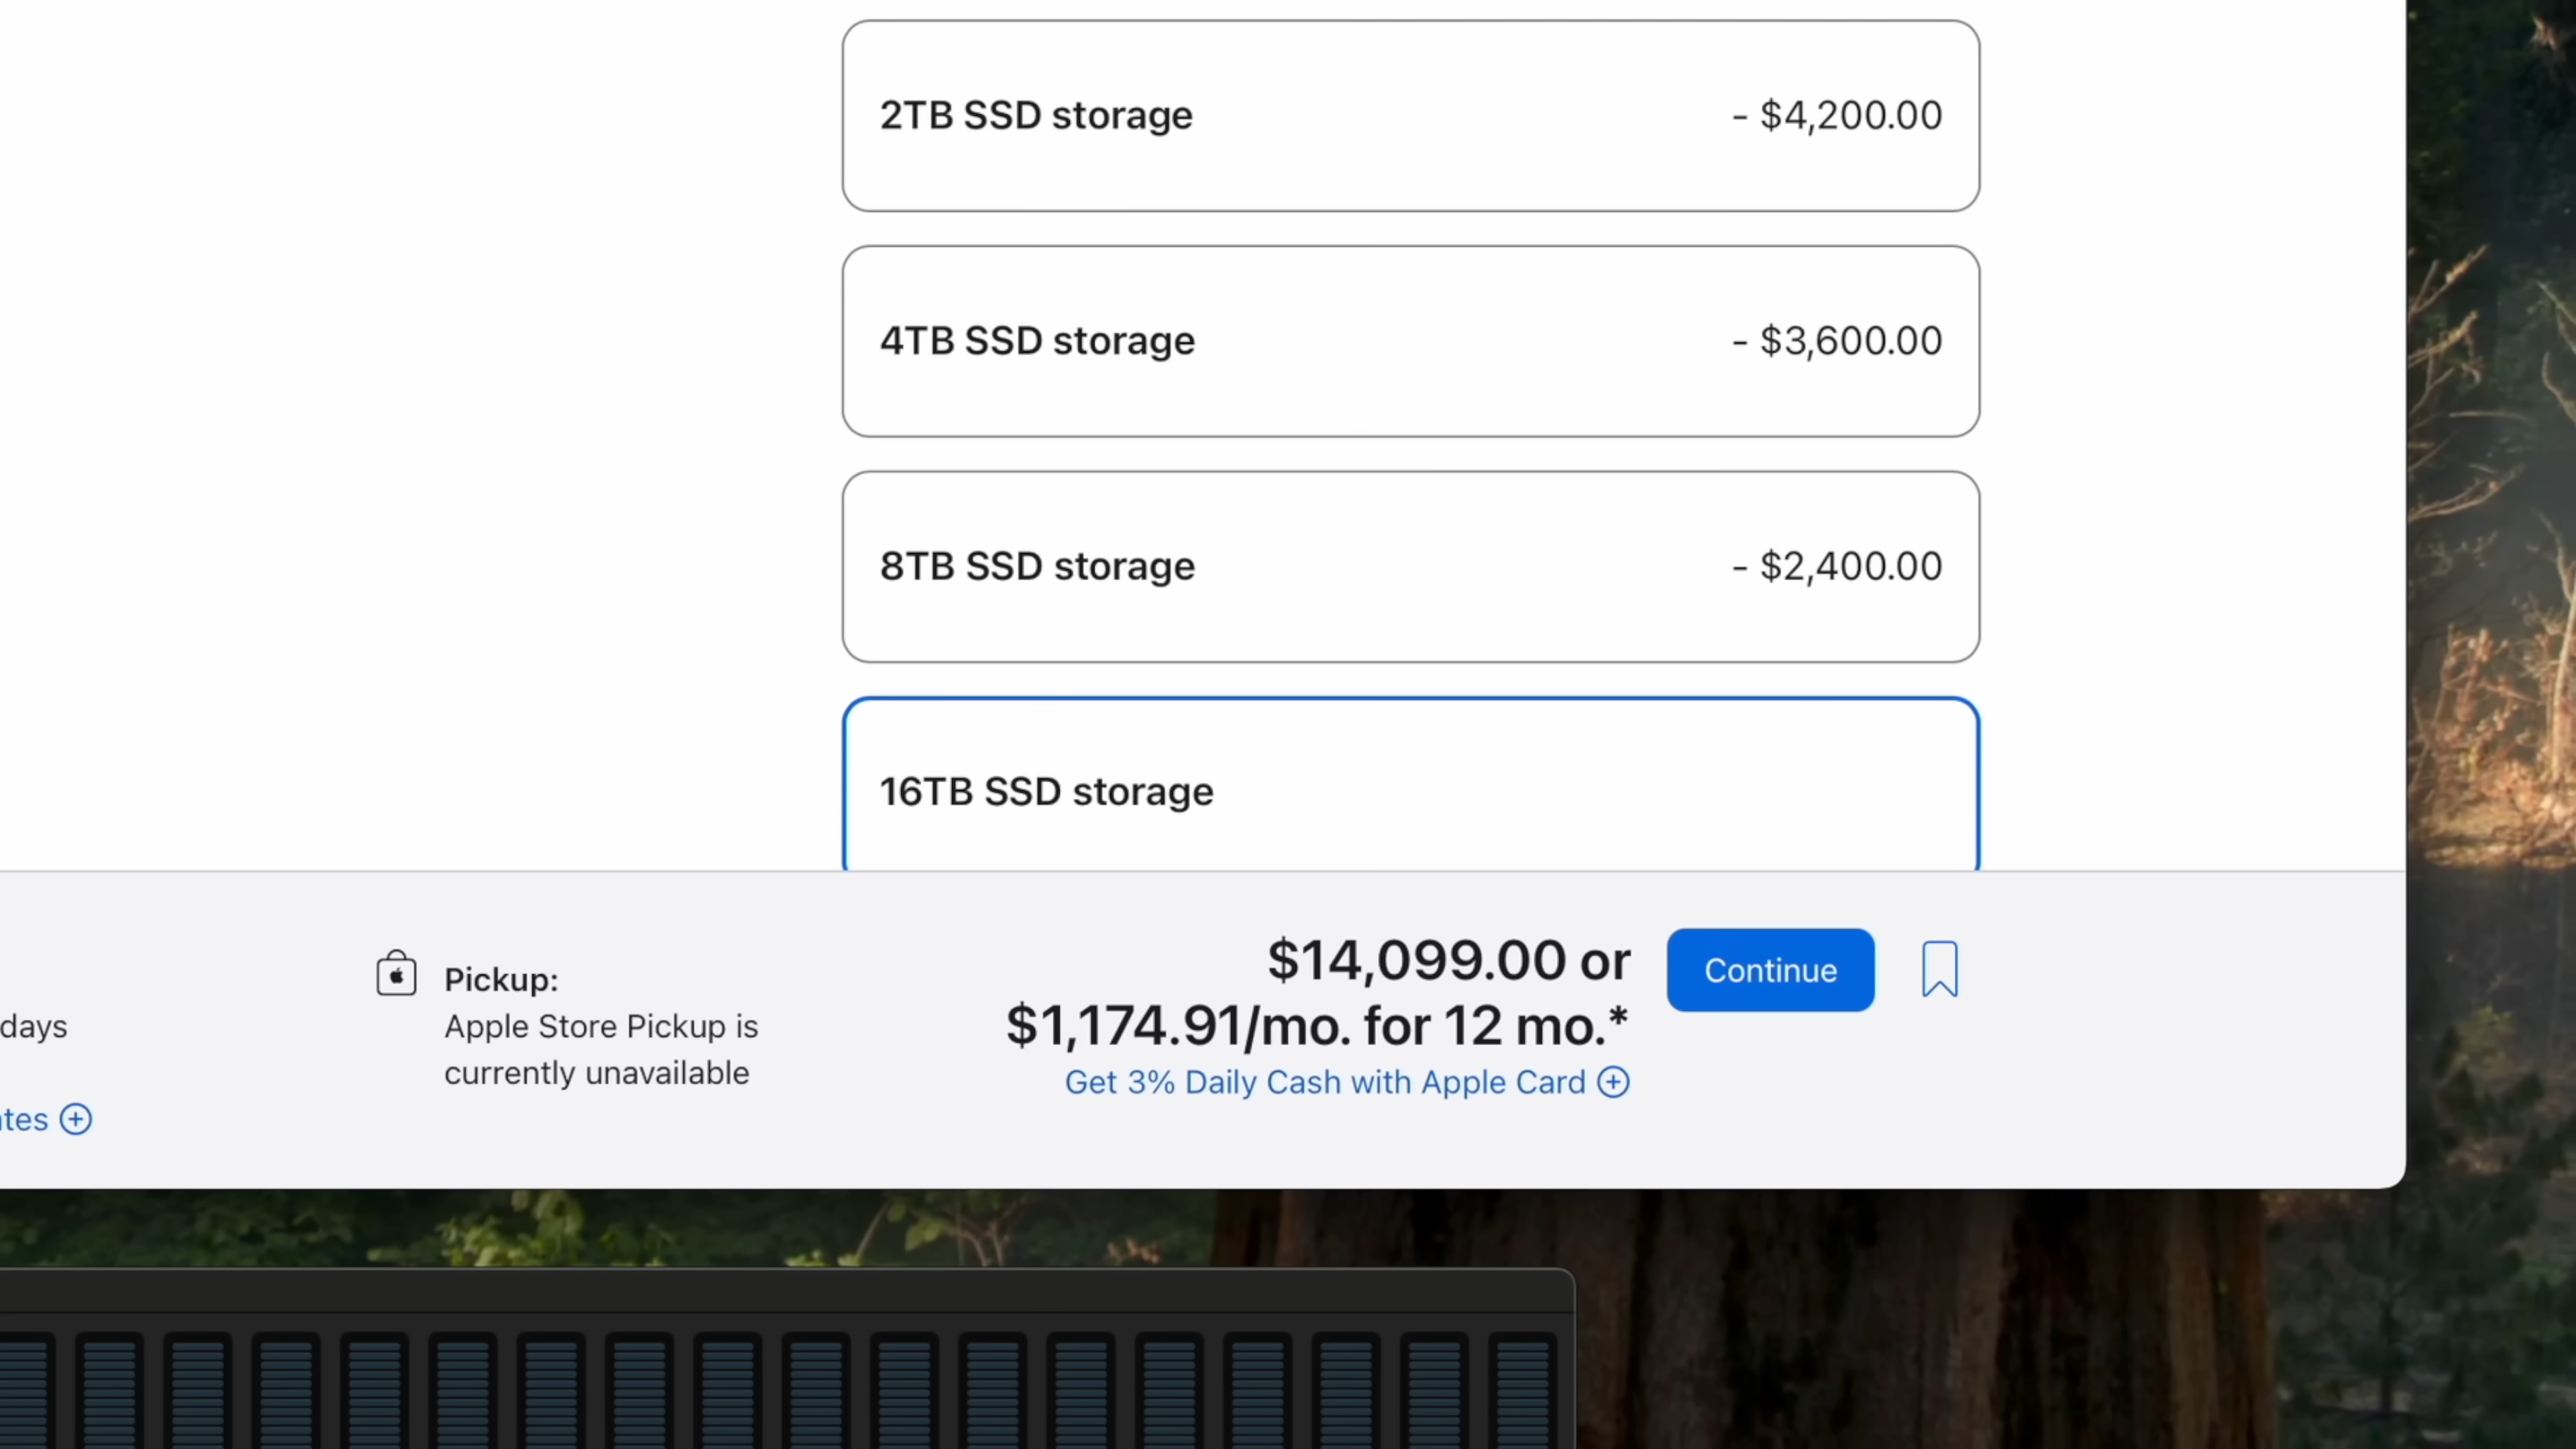 2TB SSD storage - $4,200.00
4TB SSD storage - $3,600.00
8TB SSD storage - $2,400.00
16TB SSD storage
days
Pickup:
Apple Store Pickup is
currently unavailable
$14,099.00 or
$1,174.91/mo. for 12 mo.*
Get 3% Daily Cash with Apple Card
Continue